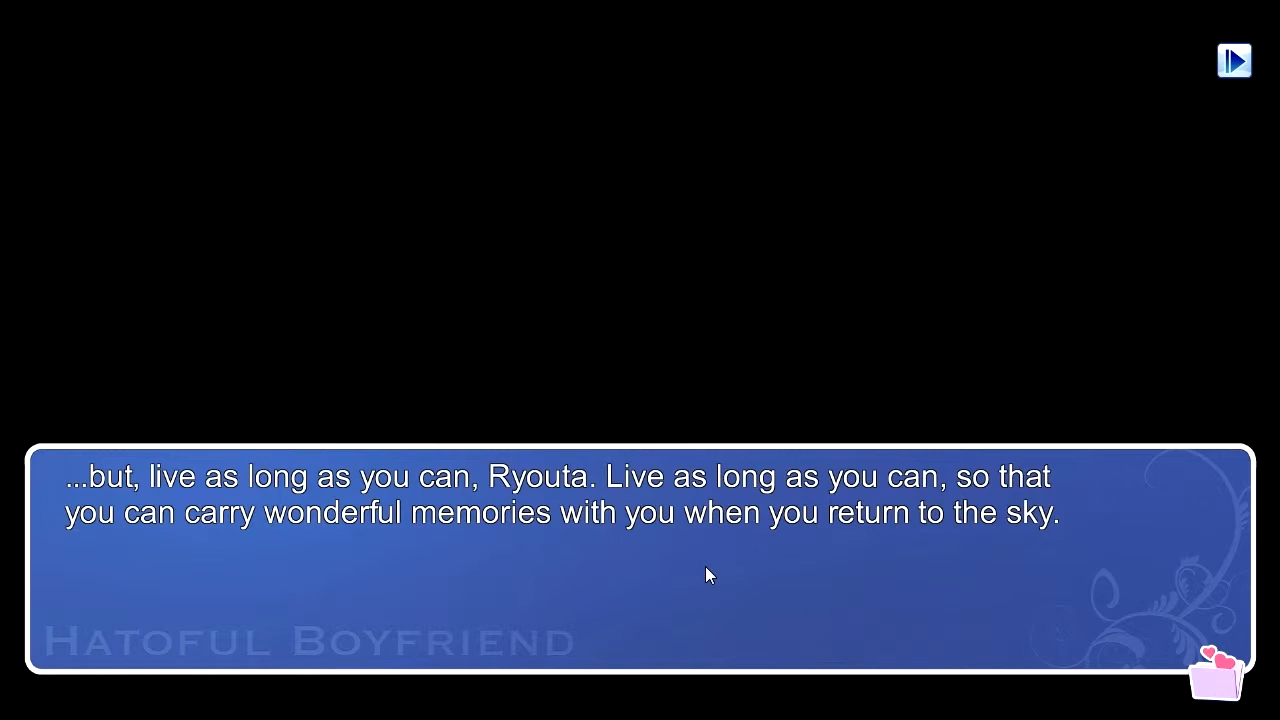 ...but, live as long as you can, Ryouta. Live as long as you can, so that
you can carry wonderful memories with you when you return to the sky.
HATOFUL BOYFRIEND